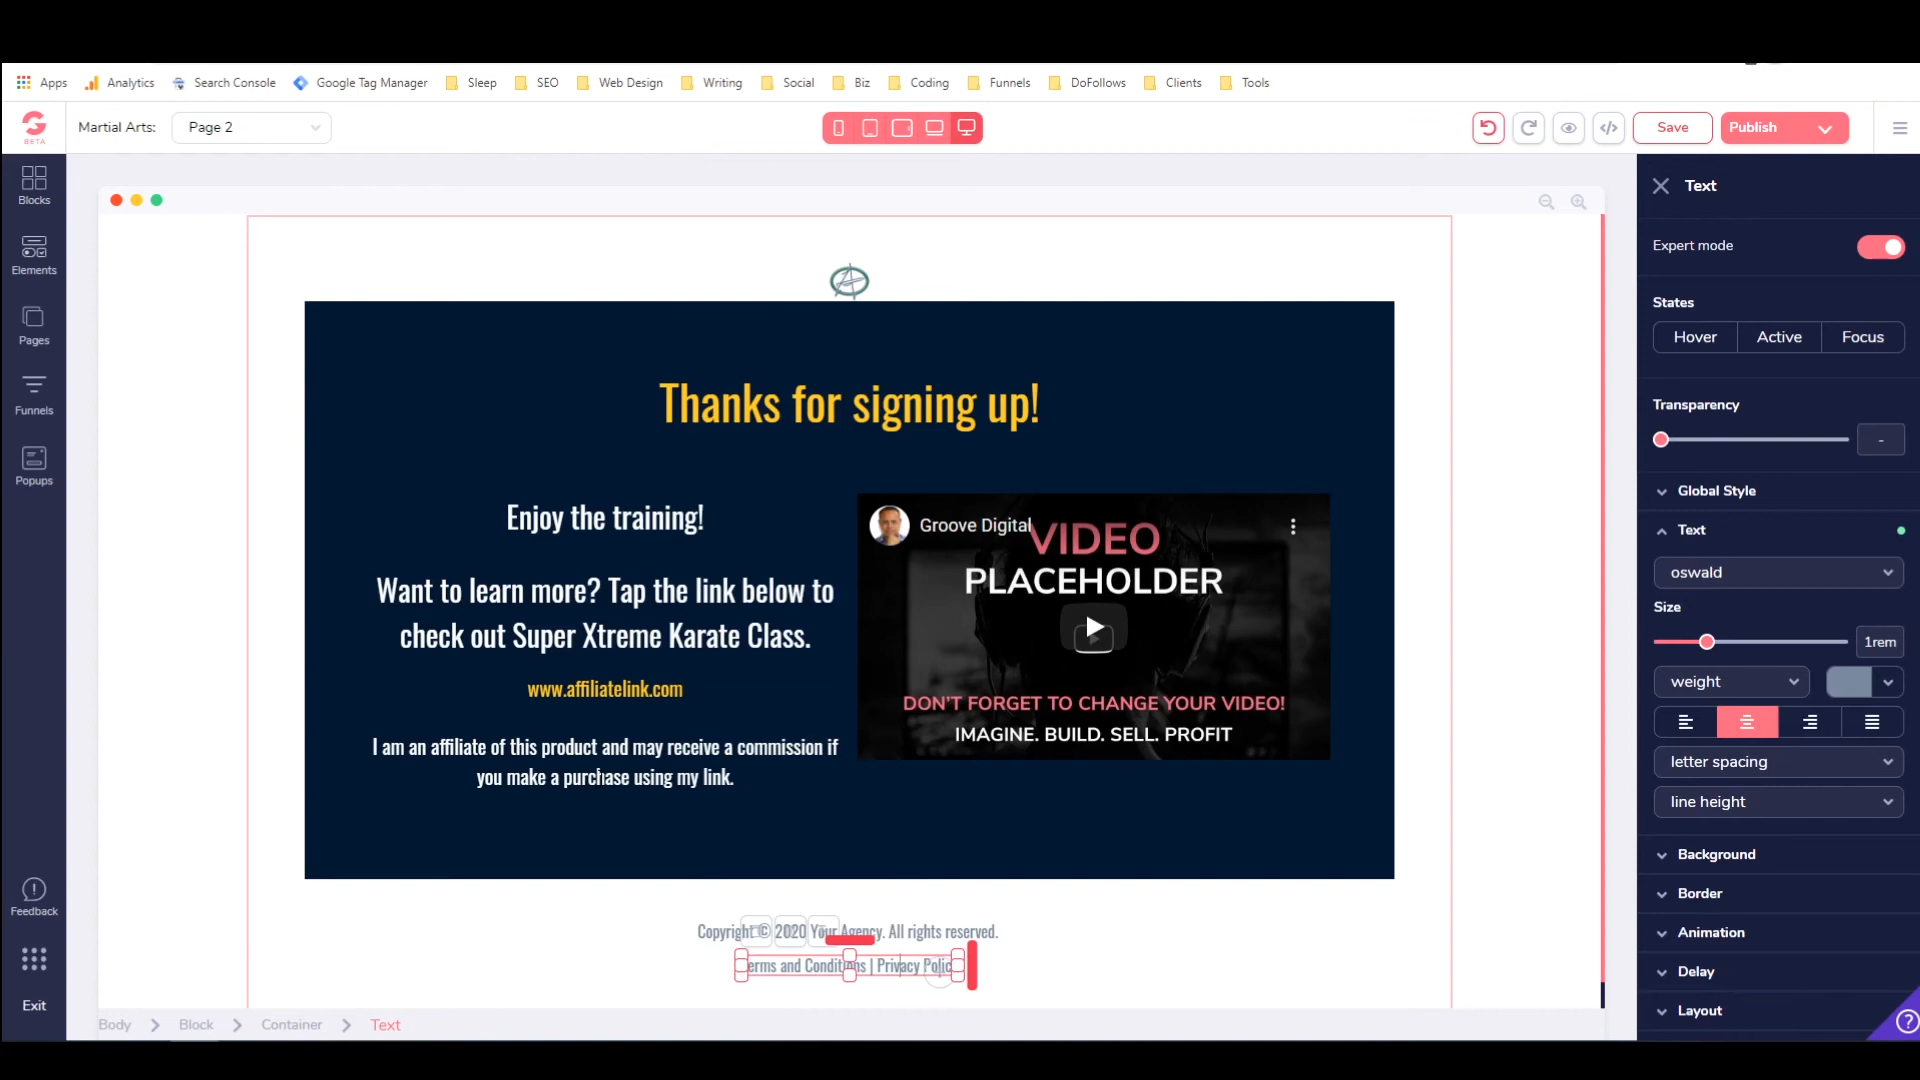 Apps Analytics Search Console Google Tag Manager Sleep SEO Web Design Writing Social Biz Coding Funnels DoFollows Clients Tools
BETA
Martial Arts: Page 2
Save Publish
Blocks
Elements
Pages
Funnels
Popups
Feedback
Exit
Thanks for signing up!
Enjoy the training!
Want to learn more? Tap the link below to
check out Super Xtreme Karate Class.
www.affiliatelink.com
I am an affiliate of this product and may receive a commission if
you make a purchase using my link.
Groove Digital
VIDEO
PLACEHOLDER
DON'T FORGET TO CHANGE YOUR VIDEO!
IMAGINE. BUILD. SELL. PROFIT
Copyright © 2020 Your Agency. All rights reserved.
Terms and Conditions | Privacy Policy
Body Block Container Text
Text
Expert mode
States
Hover Active Focus
Transparency
-
Global Style
Text
oswald
Size
1rem
weight
letter spacing
line height
Background
Border
Animation
Delay
Layout
?